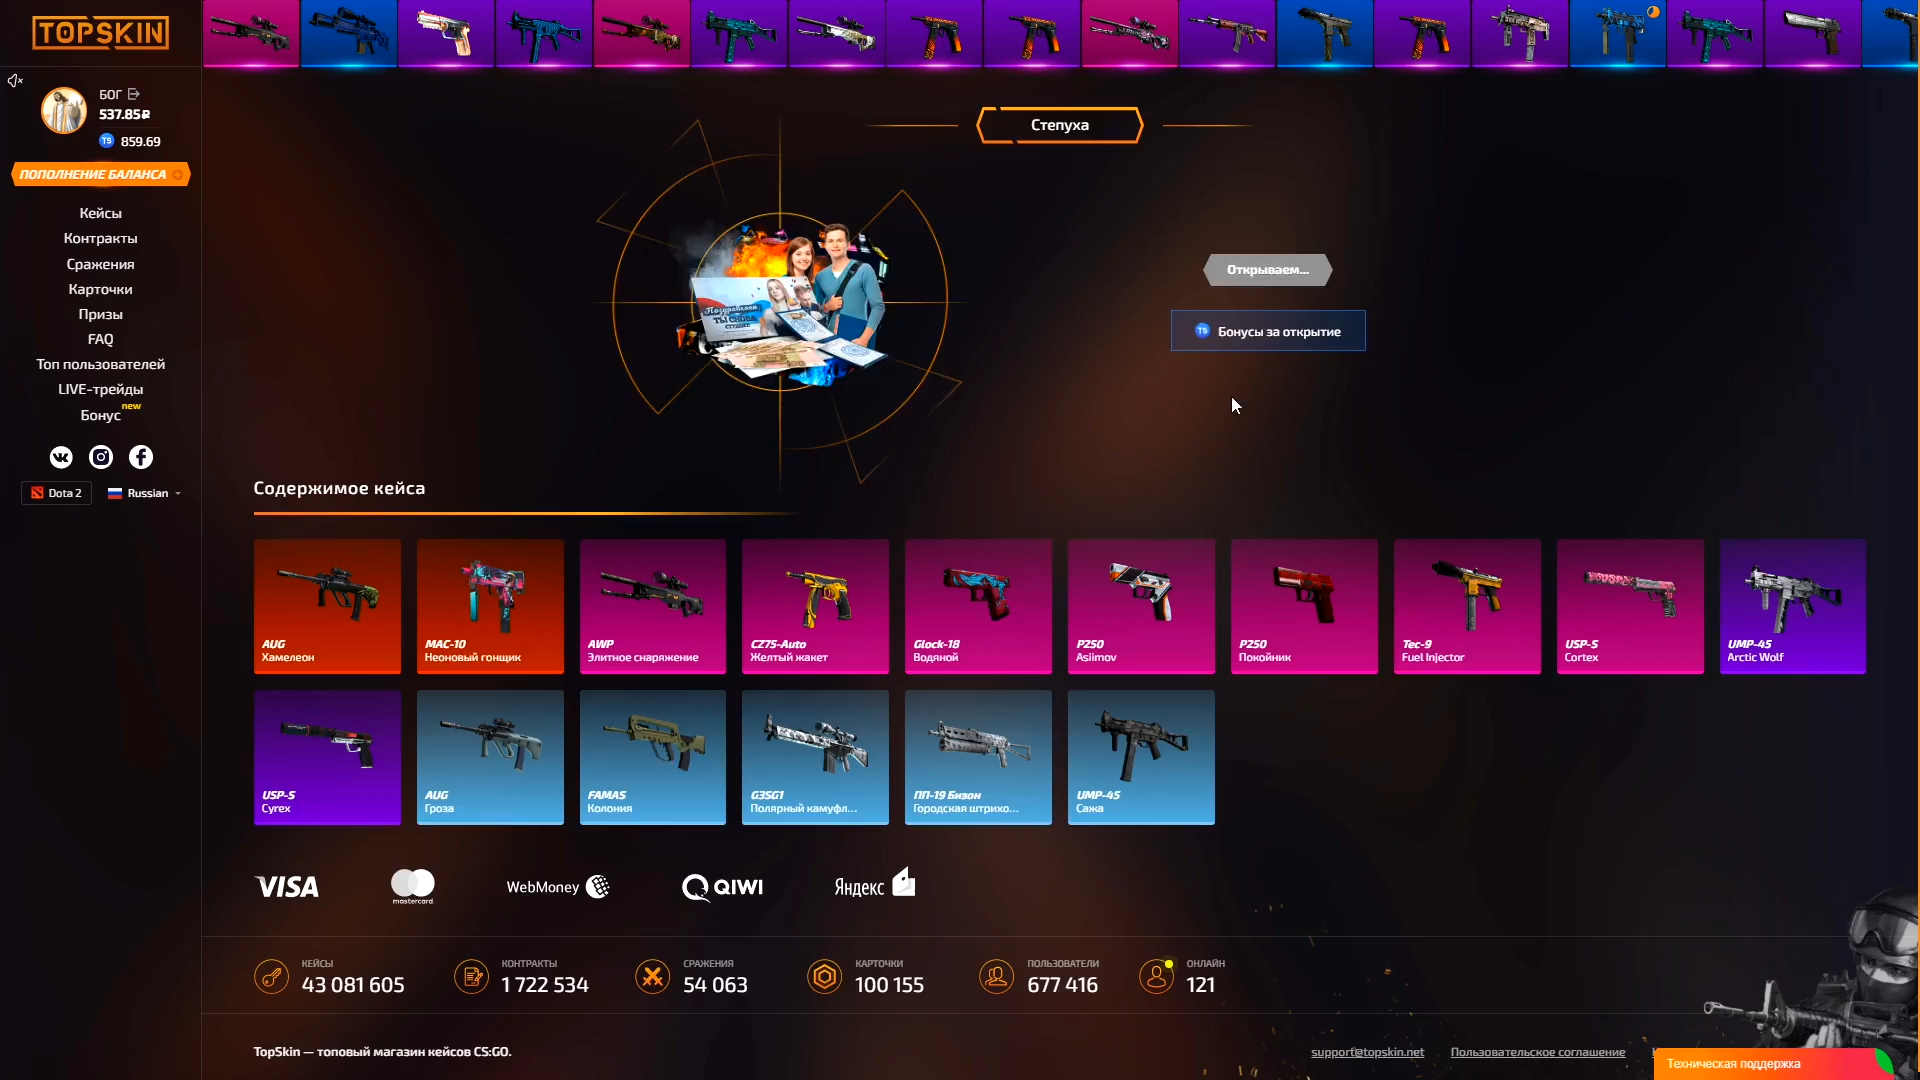 TOPSKIN
БОГ
537.85₽
TS 859.69
ПОПОЛНЕНИЕ БАЛАНСА
Кейсы
Контракты
Сражения
Карточки
Призы
FAQ
Топ пользователей
LIVE-трейды
Бонус new
Dota 2
Russian
Степуха
Поздравляем
ТЫ СНОВА
СТУДЕНТ
Открываем...
TS Бонусы за открытие
Содержимое кейса
AUG
Хамелеон
MAC-10
Неоновый гонщик
AWP
Элитное снаряжение
CZ75-Auto
Желтый жакет
Glock-18
Водяной
P250
Asiimov
P250
Покойник
Tec-9
Fuel Injector
USP-S
Cortex
UMP-45
Arctic Wolf
USP-S
Cyrex
AUG
Гроза
FAMAS
Колония
G3SG1
Полярный камуфл...
ПП-19 Бизон
Городская штрихо...
UMP-45
Сажа
VISA
mastercard.
WebMoney
QIWI
Яндекс
КЕЙСЫ
43 081 605
КОНТРАКТЫ
1 722 534
СРАЖЕНИЯ
54 063
КАРТОЧКИ
100 155
ПОЛЬЗОВАТЕЛИ
677 416
ОНЛАЙН
121
TopSkin — топовый магазин кейсов CS:GO.
support@topskin.net
Пользовательское соглашение
Техническая поддержка